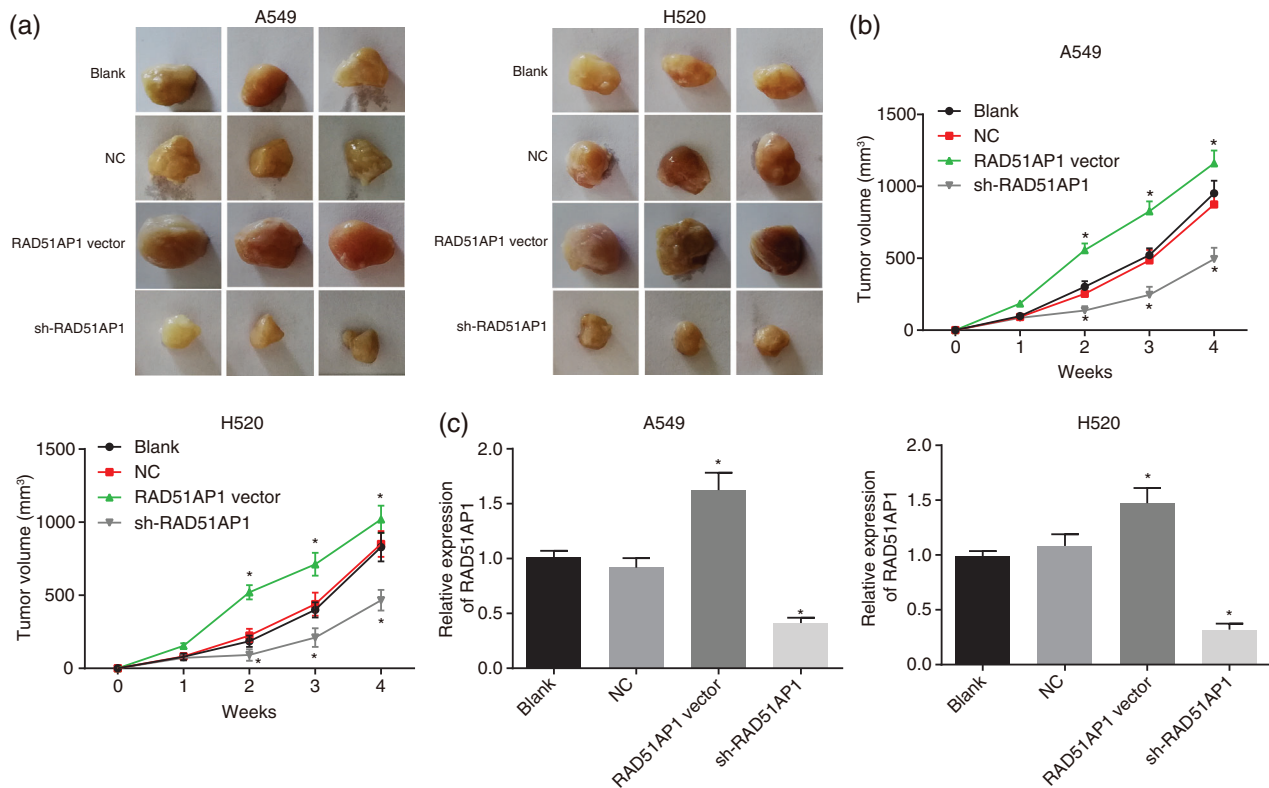 (a)
A549
Blank
NC
RAD51AP1 vector
sh-RAD51AP1
H520
Blank
NC
RAD51AP1 vector
sh-RAD51AP1
(b)
A549
Tumor volume (mm³)
1500
1000
500
0
Blank
NC
RAD51AP1 vector
sh-RAD51AP1
*
*
*
*
*
*
0 1 2 3 4
Weeks
H520
Tumor volume (mm³)
1500
1000
500
0
Blank
NC
RAD51AP1 vector
sh-RAD51AP1
*
*
*
*
*
*
0 1 2 3 4
Weeks
(c)
A549
Relative expression
of RAD51AP1
2.0
1.5
1.0
0.5
0.0
*
*
Blank
NC
RAD51AP1 vector
sh-RAD51AP1
H520
Relative expression
of RAD51AP1
2.0
1.5
1.0
0.5
0.0
*
*
Blank
NC
RAD51AP1 vector
sh-RAD51AP1